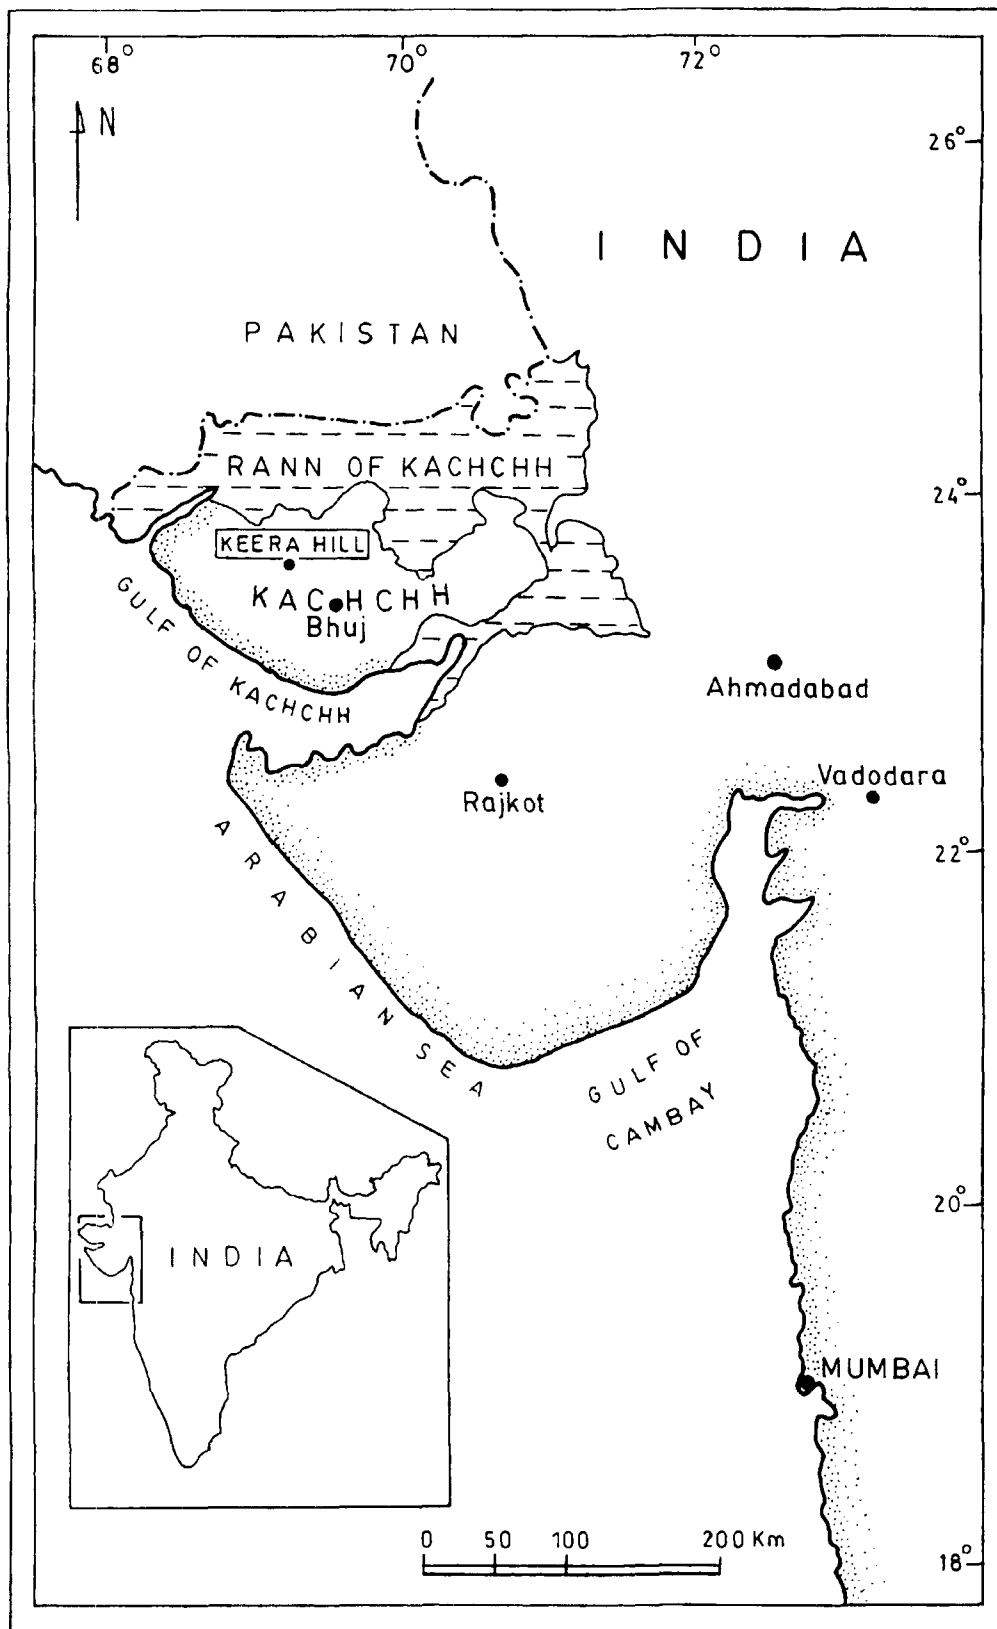 68° 70° 72°
N
26°
INDIA
PAKISTAN
RANN OF KACHCHH
24°
KEERA HILL
KACHCHH
Bhuj
GULF OF KACHCHH
Ahmadabad
Vadodara
Rajkot
22°
ARABIAN SEA
GULF OF
CAMBAY
20°
INDIA
MUMBAI
0 50 100 200 Km
18°